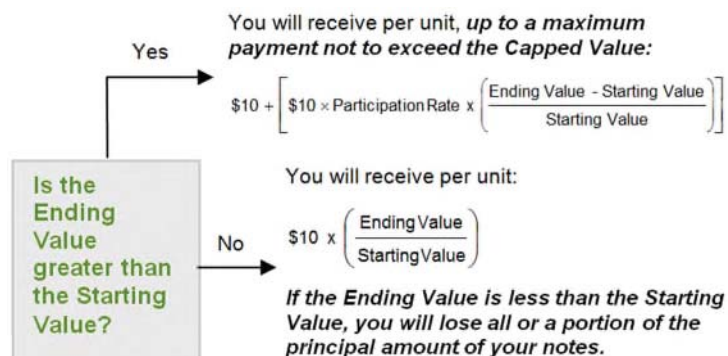 You will receive per unit, up to a maximum
payment not to exceed the Capped Value:
Yes
$10 + [ $10 × Participation Rate x ( Ending Value - Starting Value / Starting Value ) ]
Is the
Ending
Value
greater than
the Starting
Value?
No
You will receive per unit:
$10 x ( Ending Value / Starting Value )
If the Ending Value is less than the Starting
Value, you will lose all or a portion of the
principal amount of your notes.